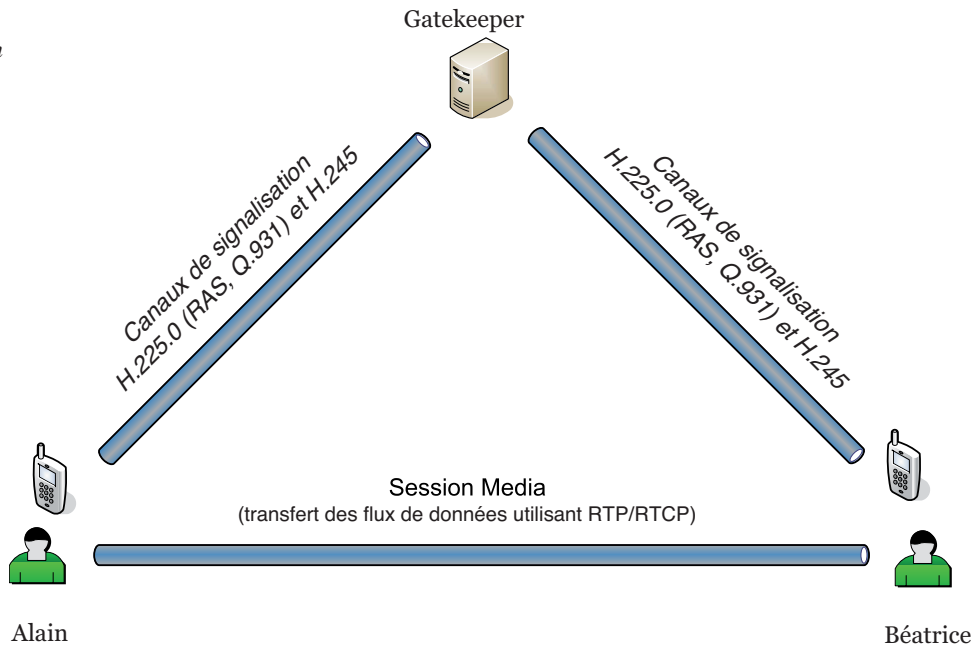 Gatekeeper
Canaux de signalisation
H.225.0 (RAS, Q.931) et H.245
Canaux de signalisation
H.225.0 (RAS, Q.931) et H.245
Session Media
(transfert des flux de données utilisant RTP/RTCP)
Alain
Béatrice